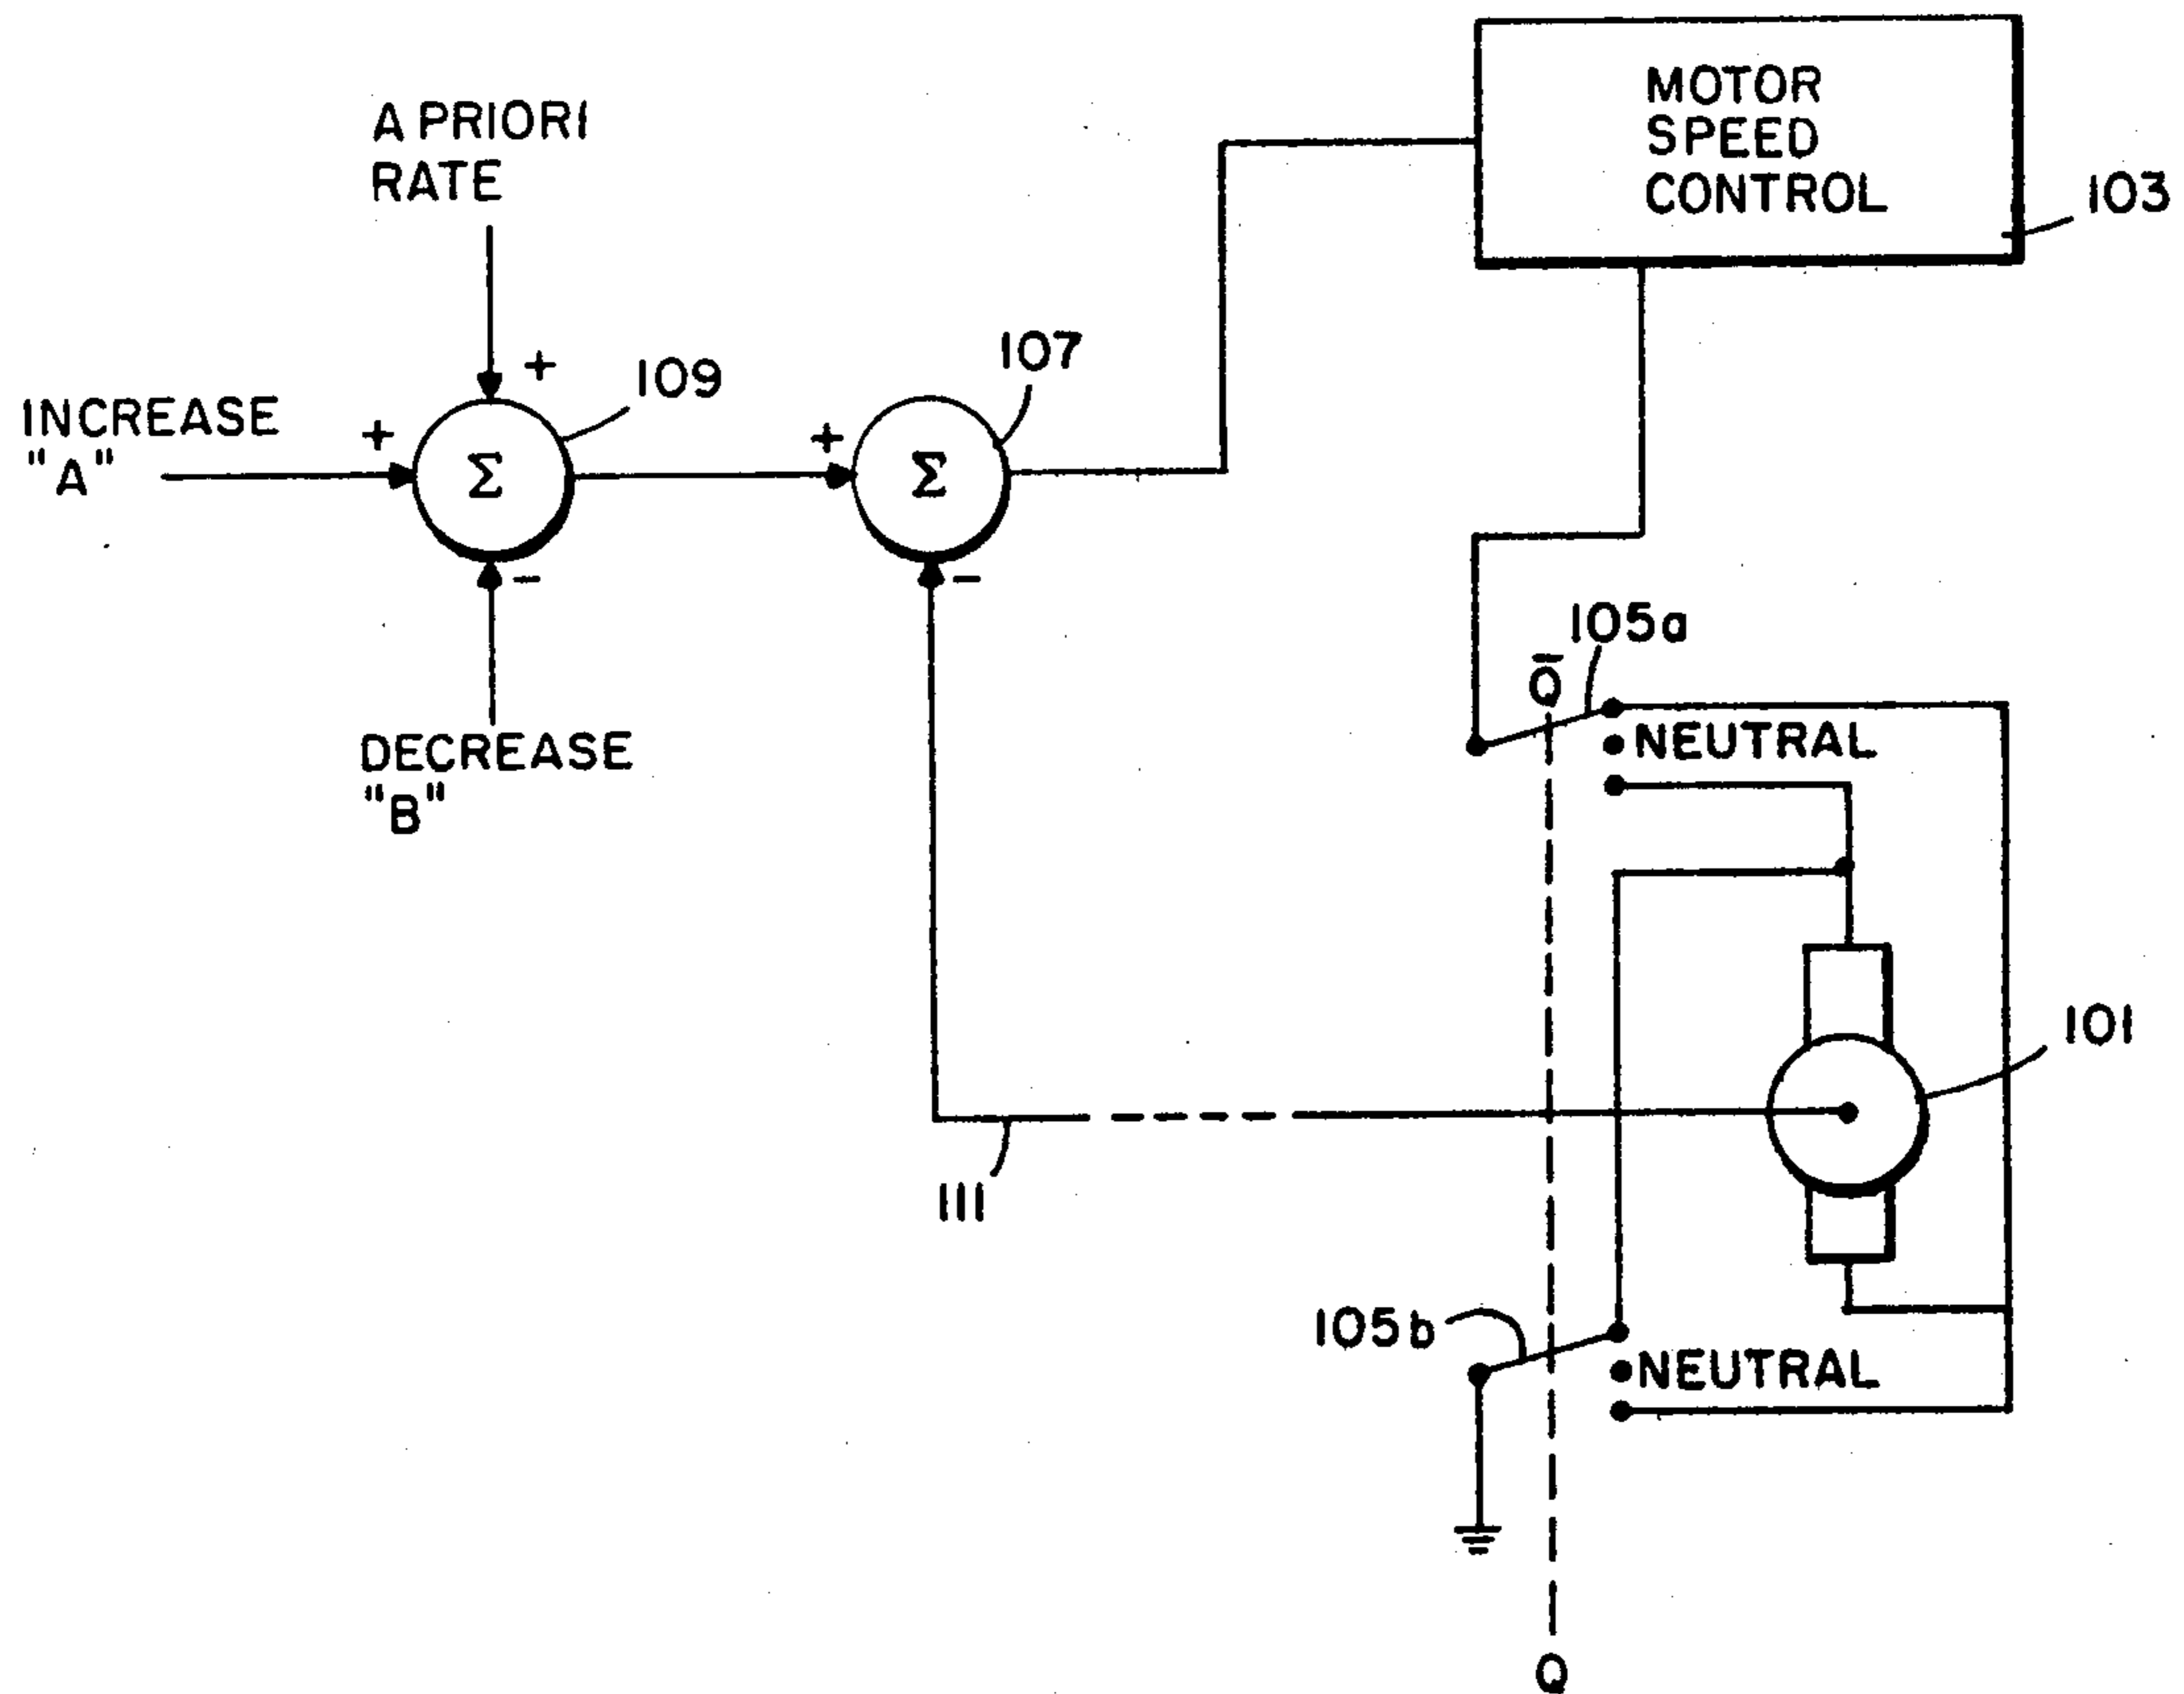 MOTOR
SPEED
CONTROL
103
A PRIORI
RATE
+
109
107
INCREASE
"A"
+
Σ
+
Σ
-
-
DECREASE
"B"
105a
Q̄
NEUTRAL
101
111
105b
NEUTRAL
Q